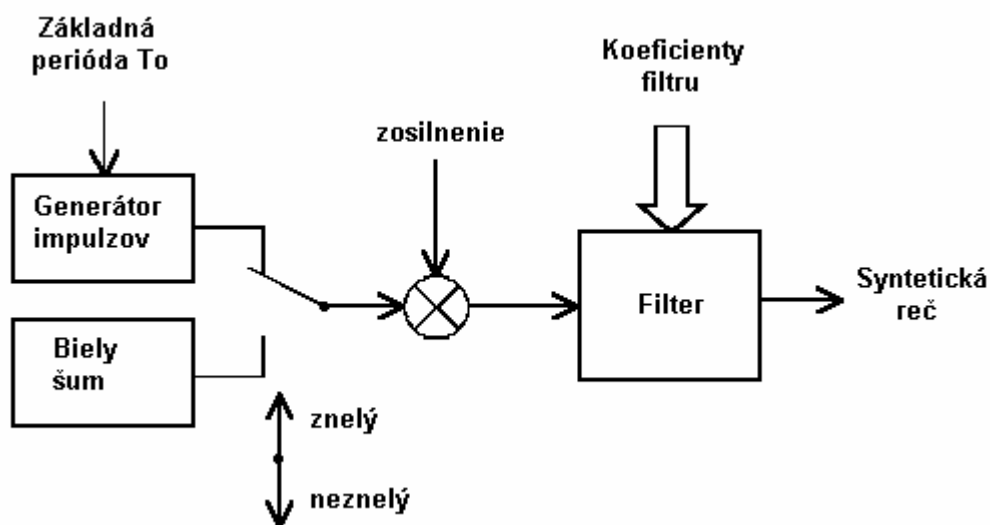 Základná
perióda To
Koeficienty
filtru
zosilnenie
Generátor
impulzov
Filter
Syntetická
reč
Biely
šum
znelý
neznelý